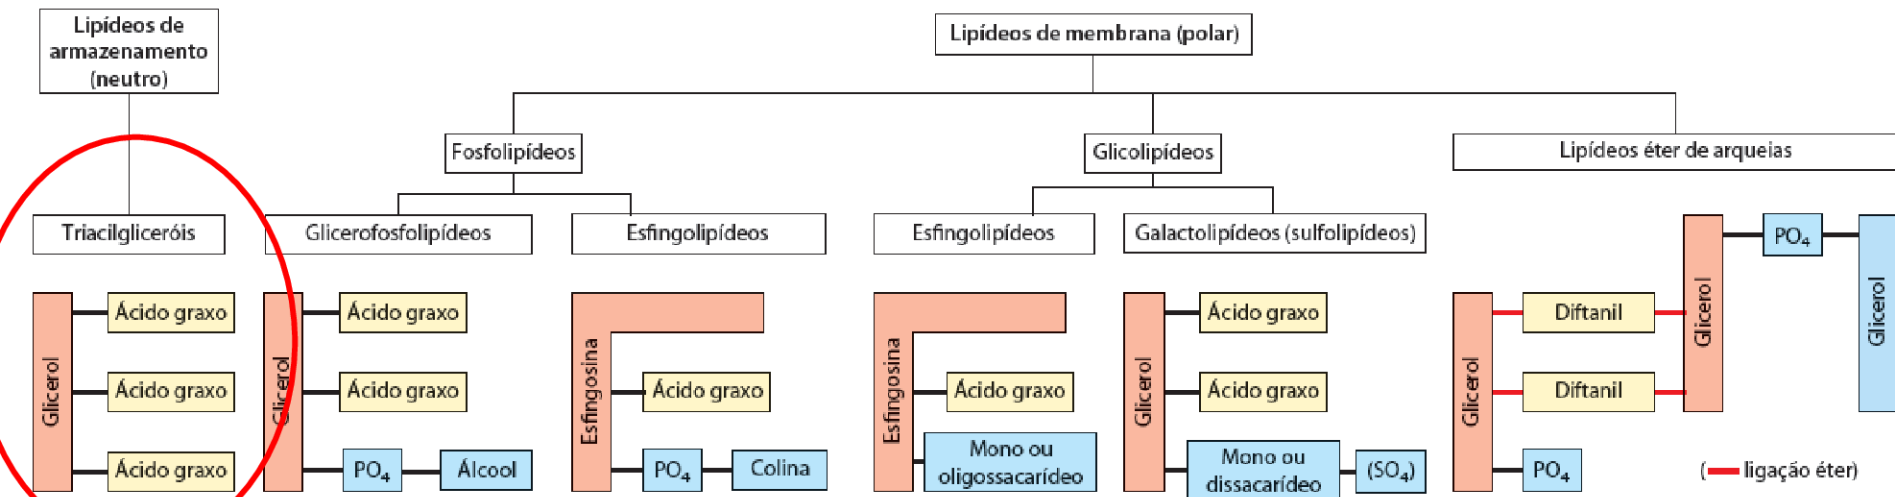 Lipídeos de
armazenamento
(neutro)
Lipídeos de membrana (polar)
Fosfolipídeos
Glicolipídeos
Lipídeos éter de arqueias
Triacilgliceróis
Glicerofosfolipídeos
Esfingolipídeos
Esfingolipídeos
Galactolipídeos (sulfolipídeos)
Glicerol
Ácido graxo
Ácido graxo
Ácido graxo
Glicerol
Ácido graxo
Ácido graxo
PO4
Álcool
Esfingosina
Ácido graxo
PO4
Colina
Esfingosina
Ácido graxo
Mono ou
oligossacarídeo
Glicerol
Ácido graxo
Ácido graxo
Mono ou
dissacarídeo
(SO4)
Glicerol
Diftanil
Diftanil
PO4
Glicerol
PO4
Glicerol
( ligação éter)